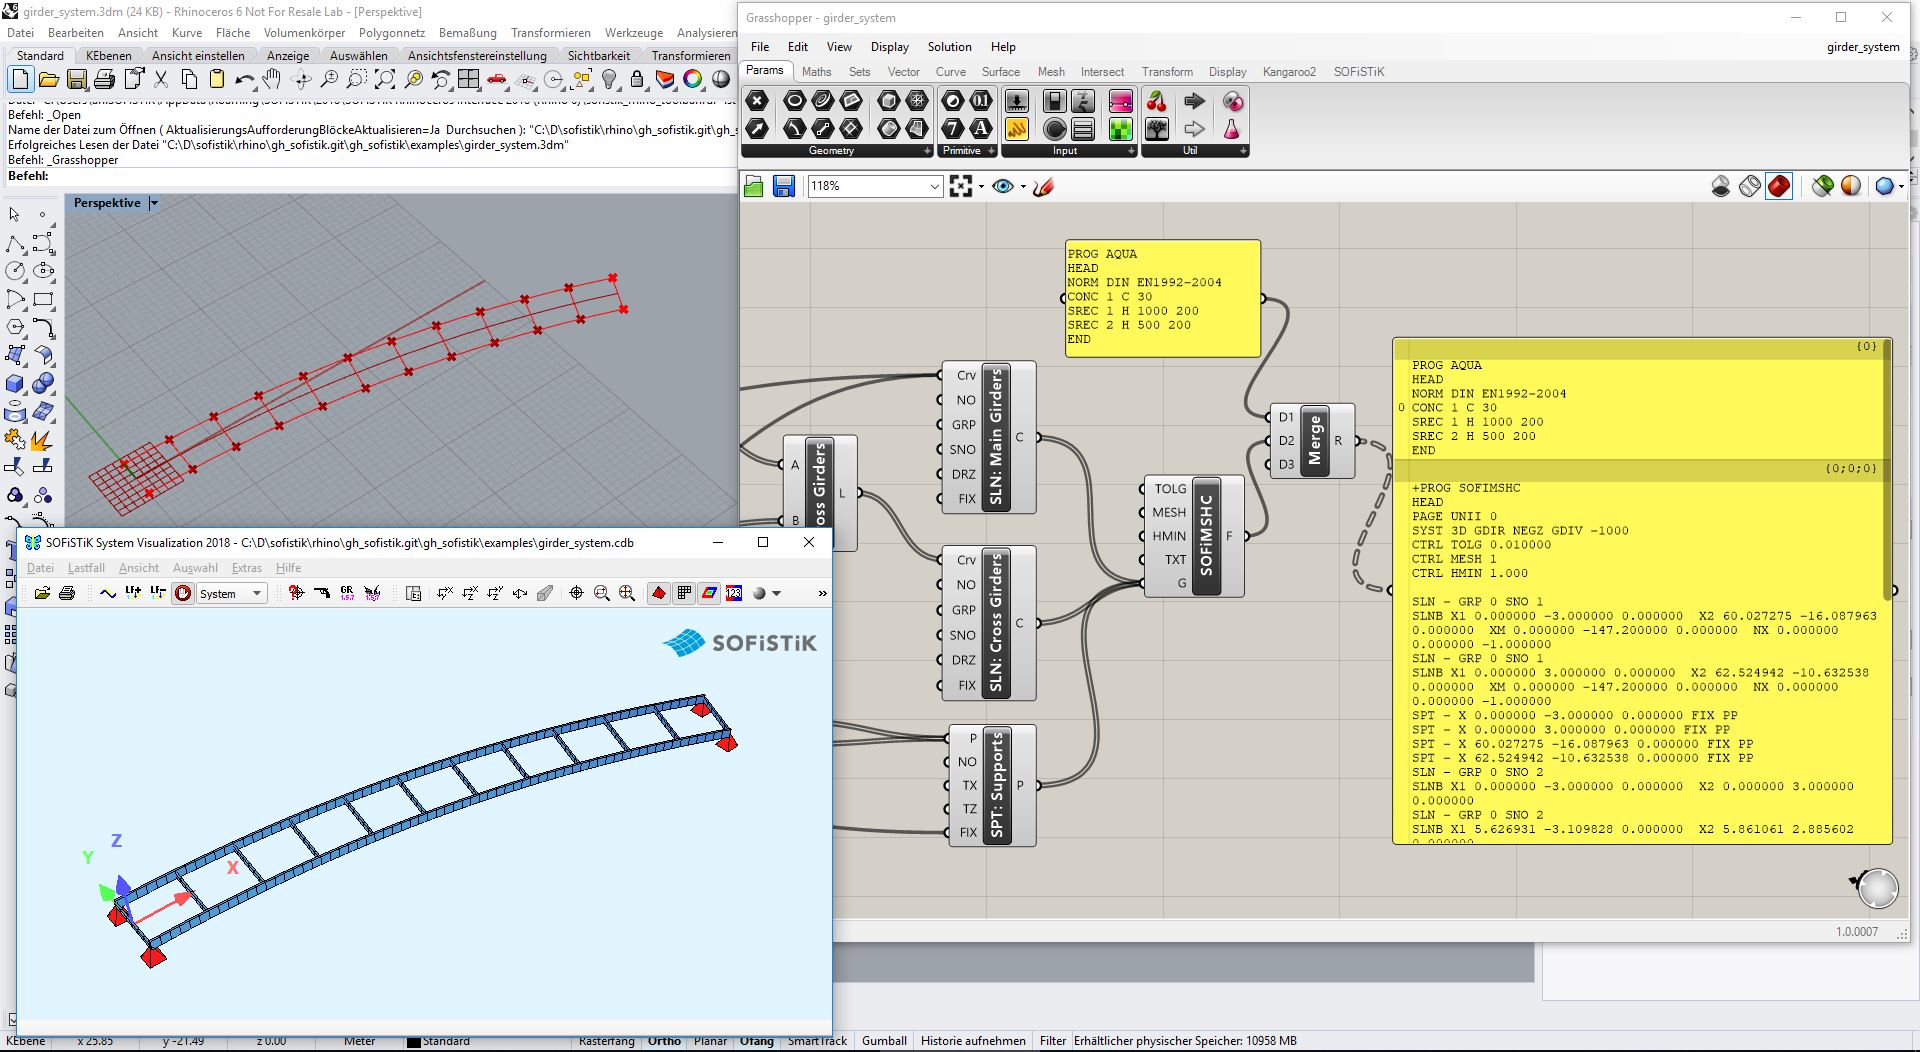 girder_system.3dm (24 KB) - Rhinoceros 6 Not For Resale Lab - [Perspektive]
Datei Bearbeiten Ansicht Kurve Fläche Volumenkörper Polygonnetz Bemaßung Transformieren Werkzeuge Analysieren
Standard KEbenen Ansicht einstellen Anzeige Auswählen Ansichtsfenstereinstellung Sichtbarkeit Transformieren
Befehl: _Open
Name der Datei zum Öffnen ( AktualisierungsAufforderungBlöckeAktualisieren=Ja Durchsuchen ): "C:\D\sofistik\rhino\gh_sofistik.git\gh_s
Erfolgreiches Lesen der Datei "C:\D\sofistik\rhino\gh_sofistik.git\gh_sofistik\examples\girder_system.3dm"
Befehl: _Grasshopper
Befehl:
Perspektive
Grasshopper - girder_system
File Edit View Display Solution Help
girder_system
Params Maths Sets Vector Curve Surface Mesh Intersect Transform Display Kangaroo2 SOFiSTiK
Geometry Primitive Input Util
118%
PROG AQUA
HEAD
NORM DIN EN1992-2004
CONC 1 C 30
SREC 1 H 1000 200
SREC 2 H 500 200
END
A
B
oss Girders
L
Crv
NO
GRP
SNO
DRZ
FIX
SLN: Main Girders
C
Crv
NO
GRP
SNO
DRZ
FIX
SLN: Cross Girders
C
P
NO
TX
TZ
FIX
SPT: Supports
P
TOLG
MESH
HMIN
TXT
G
SOFiMSHC
F
D1
D2
D3
Merge
R
{0}
PROG AQUA
HEAD
NORM DIN EN1992-2004
0 CONC 1 C 30
SREC 1 H 1000 200
SREC 2 H 500 200
END
{0;0;0}
+PROG SOFIMSHC
HEAD
PAGE UNII 0
SYST 3D GDIR NEGZ GDIV -1000
CTRL TOLG 0.010000
CTRL MESH 1
CTRL HMIN 1.000
SLN - GRP 0 SNO 1
SLNB X1 0.000000 -3.000000 0.000000 X2 60.027275 -16.087963
0.000000 XM 0.000000 -147.200000 0.000000 NX 0.000000
0.000000 -1.000000
SLN - GRP 0 SNO 1
SLNB X1 0.000000 3.000000 0.000000 X2 62.524942 -10.632538
0.000000 XM 0.000000 -147.200000 0.000000 NX 0.000000
0.000000 -1.000000
SPT - X 0.000000 -3.000000 0.000000 FIX PP
SPT - X 0.000000 3.000000 0.000000 FIX PP
SPT - X 60.027275 -16.087963 0.000000 FIX PP
SPT - X 62.524942 -10.632538 0.000000 FIX PP
SLN - GRP 0 SNO 2
SLNB X1 0.000000 -3.000000 0.000000 X2 0.000000 3.000000
0.000000
SLN - GRP 0 SNO 2
SLNB X1 5.626931 -3.109828 0.000000 X2 5.861061 2.885602
1.0.0007
SOFiSTiK System Visualization 2018 - C:\D\sofistik\rhino\gh_sofistik.git\gh_sofistik\examples\girder_system.cdb
Datei Lastfall Ansicht Auswahl Extras Hilfe
System
SOFiSTiK
Z
Y
X
KEbene x 25.85 y -21.49 z 0.00 Meter Standard Rasterfang Ortho Planar Ofang SmartTrack Gumball Historie aufnehmen Filter Erhältlicher physischer Speicher: 10958 MB